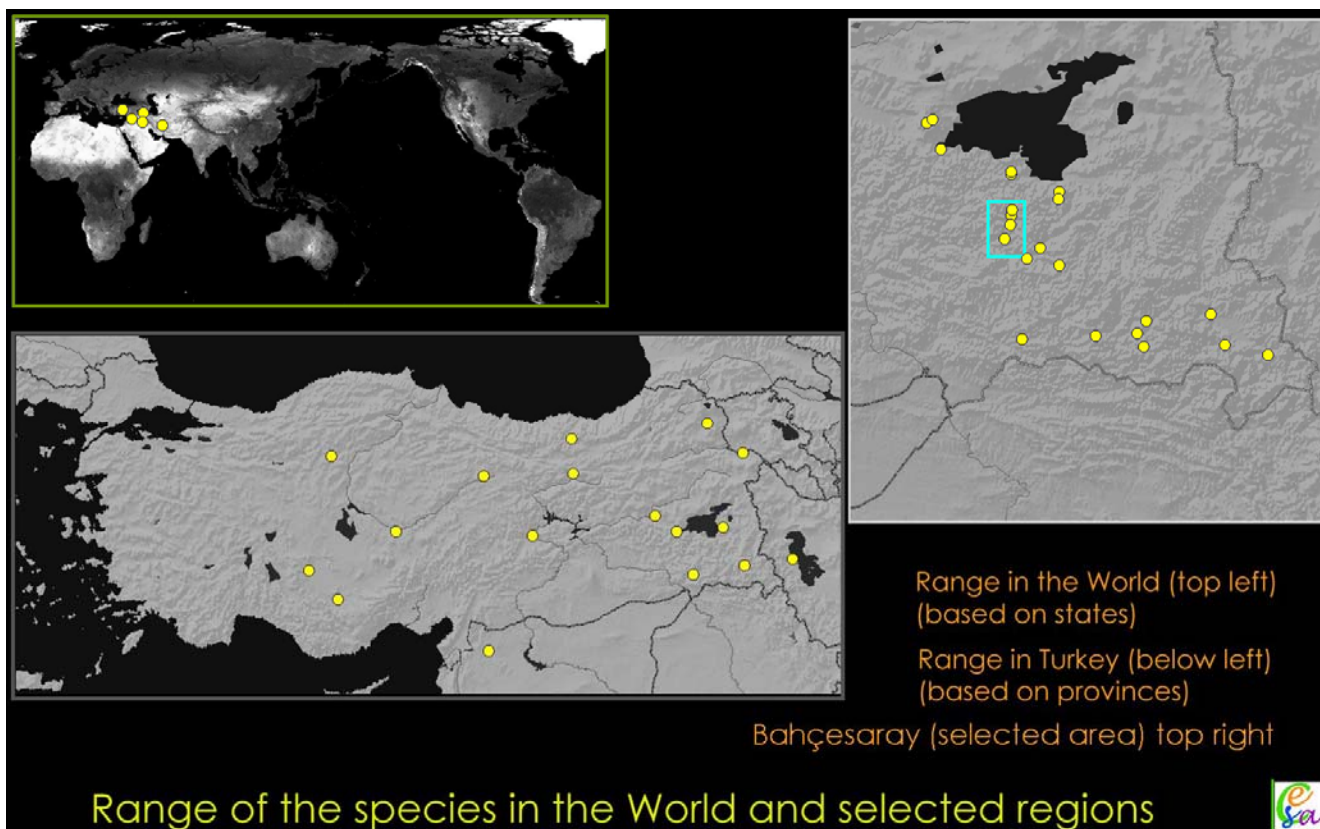 Range in the World (top left)
(based on states)
Range in Turkey (below left)
(based on provinces)
Bahçesaray (selected area) top right
Range of the species in the World and selected regions
esa